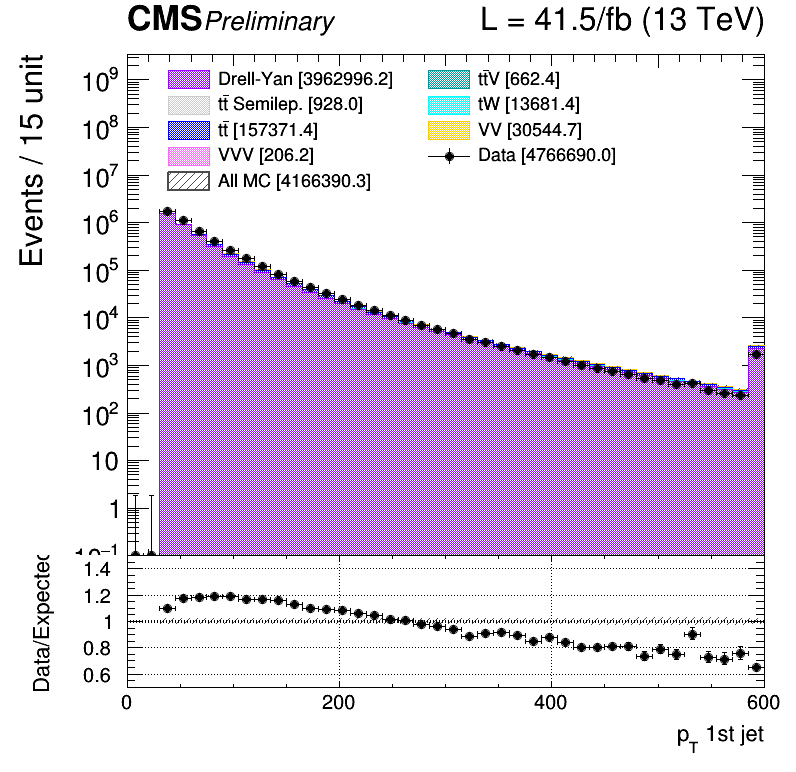 CMS Preliminary L = 41.5/fb (13 TeV)
Events / 15 unit
Drell-Yan [3962996.2]
tt̄ Semilep. [928.0]
tt̄ [157371.4]
VVV [206.2]
All MC [4166390.3]
tt̄V [662.4]
tW [13681.4]
VV [30544.7]
Data [4766690.0]
10⁹
10⁸
10⁷
10⁶
10⁵
10⁴
10³
10²
10
1
10⁻¹
Data/Expected
1.4
1.2
1
0.8
0.6
0 200 400 600
p_T 1st jet